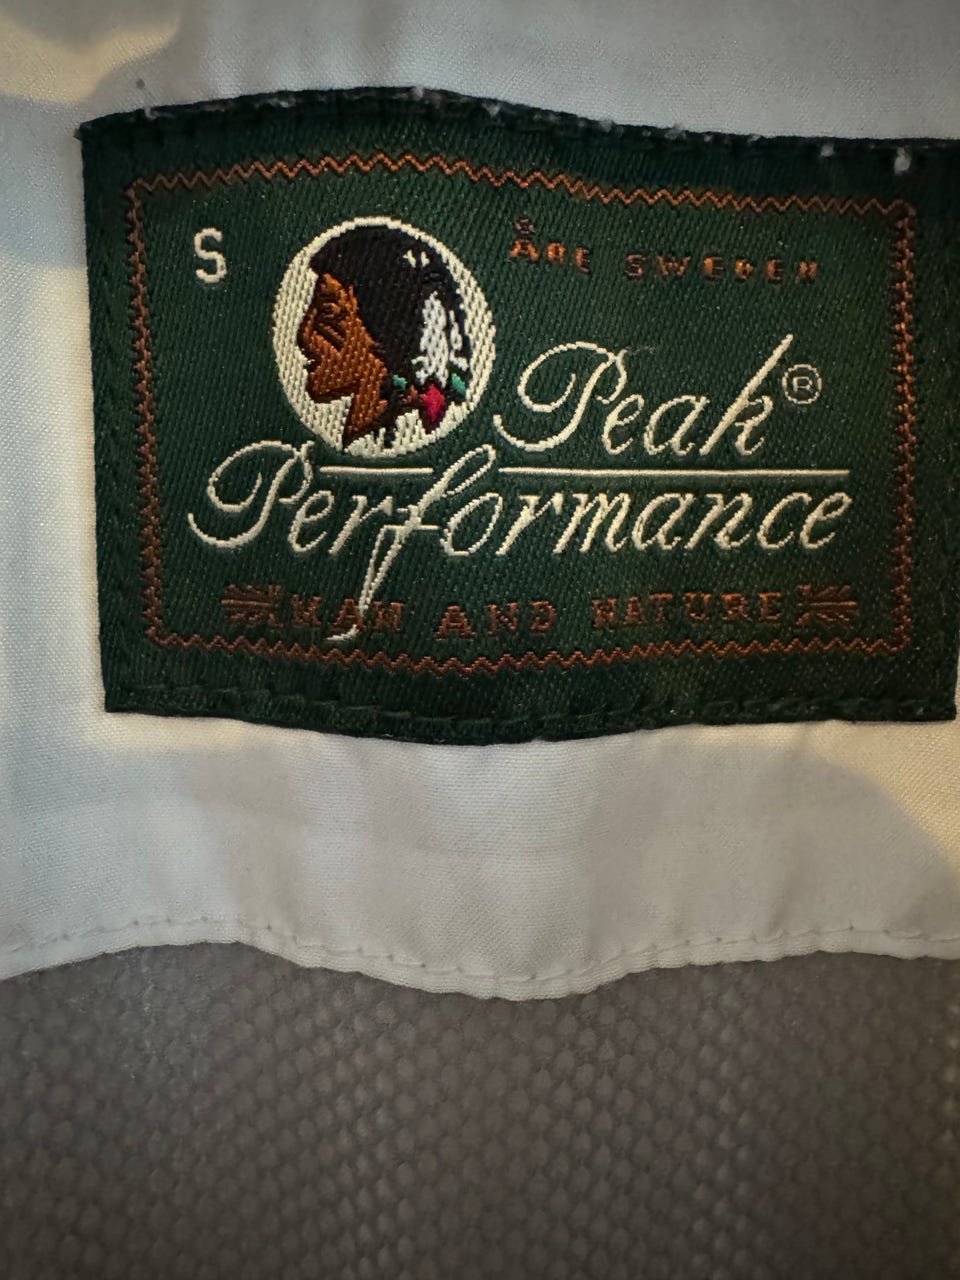 S
Åre Sweden
Peak®
Performance
MAN AND NATURE